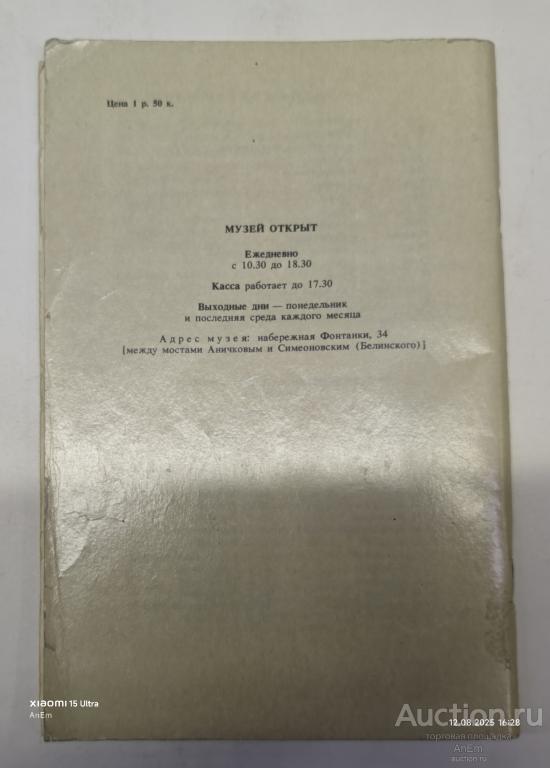 Цена 1 р. 50 к.
МУЗЕЙ ОТКРЫТ
Ежедневно
с 10.30 до 18.30
Касса работает до 17.30
Выходные дни — понедельник
и последняя среда каждого месяца
Адрес музея: набережная Фонтанки, 34
[между мостами Аничковым и Симеоновским (Белинского)]
xiaomi 15 Ultra
AnEm
12.08.2025 16:28
Auction.ru
торговая площадка
AnEm
auction.ru